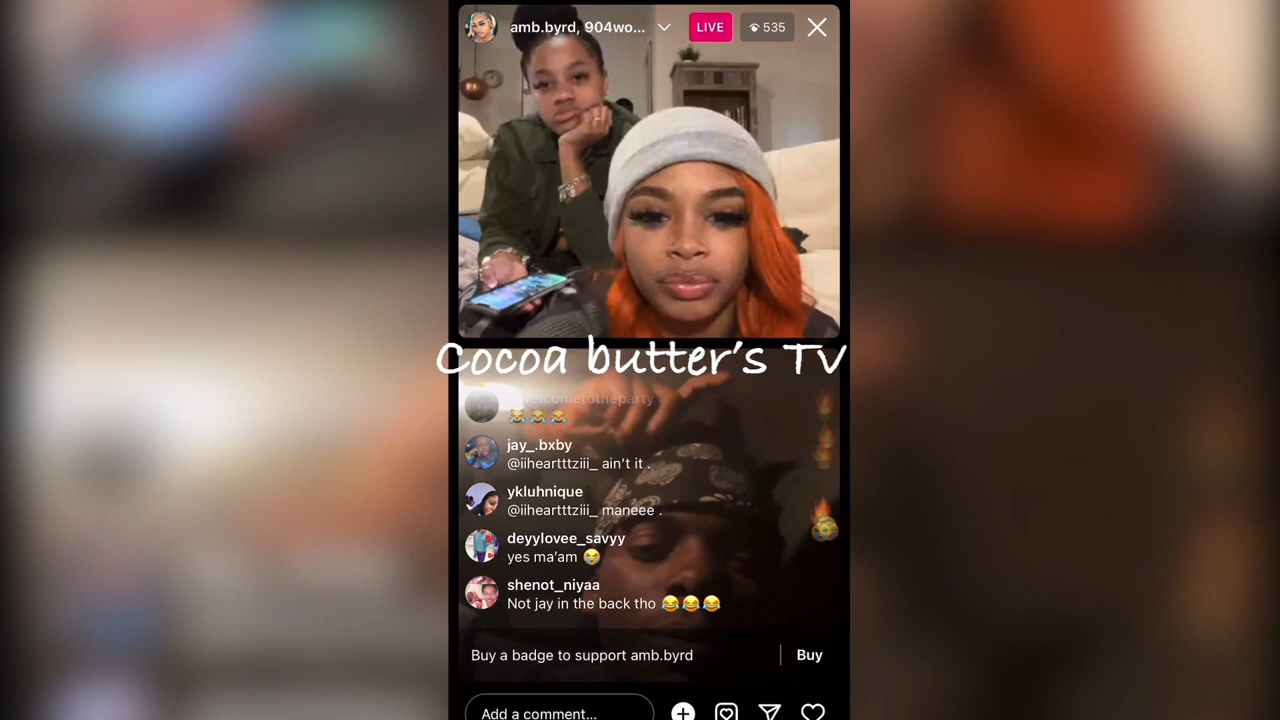 amb.byrd, 904wo...
LIVE
535
Cocoa butter's Tv
elcometotheparty
😂😂😂
jay_.bxby
@iiheartttziii_ ain’t it .
ykluhnique
@iiheartttziii_ maneee .
deyylovee_savyy
yes ma’am 😭
shenot_niyaa
Not jay in the back tho 😂😂😂
Buy a badge to support amb.byrd
Buy
Add a comment...